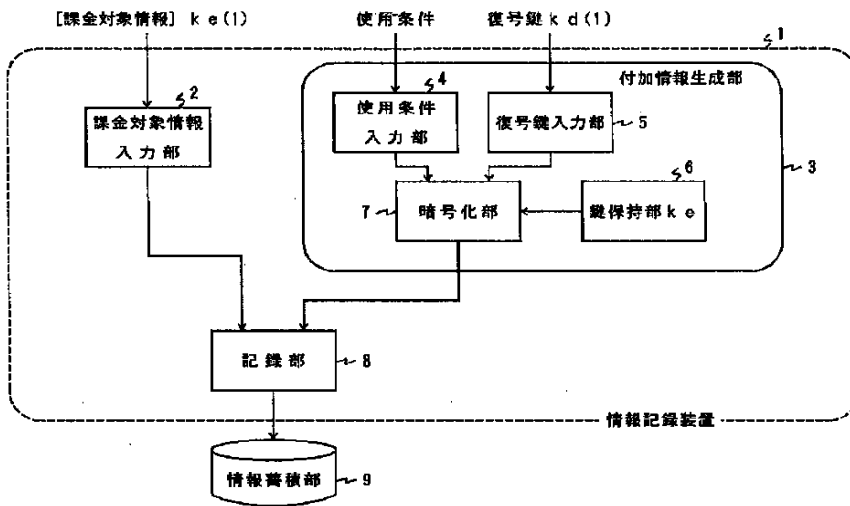 [課金対象情報] ke(1)
使用条件
復号鍵kd(1)
1
付加情報生成部
2
課金対象情報
入力部
4
使用条件
入力部
復号鍵入力部
5
3
6
7
暗号化部
鍵保持部ke
記録部
8
情報記録装置
情報蓄積部
9